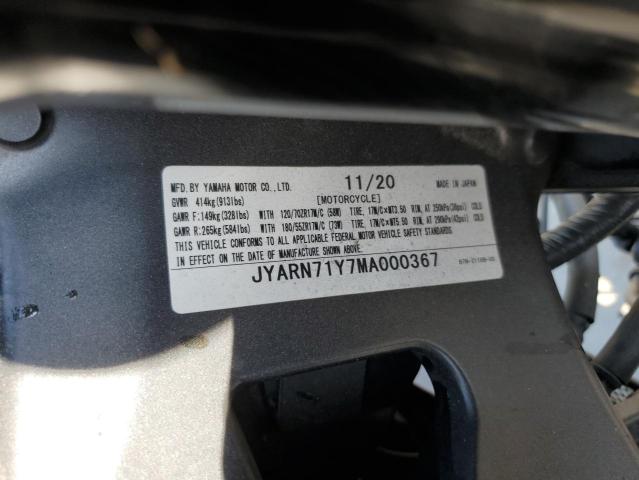 MFD. BY YAMAHA MOTOR CO., LTD. 11/20 MADE IN JAPAN
GVWR 414kg(913lbs) [MOTORCYCLE]
GAWR F:149kg(328lbs) WITH 120/70ZR17M/C (58W) TIRE, 17M/C×MT3.50 RIM, AT 250kPa(36psi) COLD
GAWR R:265kg(584lbs) WITH 180/55ZR17M/C (73W) TIRE, 17M/C×MT5.50 RIM, AT 290kPa(42psi) COLD
THIS VEHICLE CONFORMS TO ALL APPLICABLE FEDERAL MOTOR VEHICLE SAFETY STANDARDS
IN EFFECT ON THE DATE OF MANUFACTURE SHOWN ABOVE.
JYARN71Y7MA000367